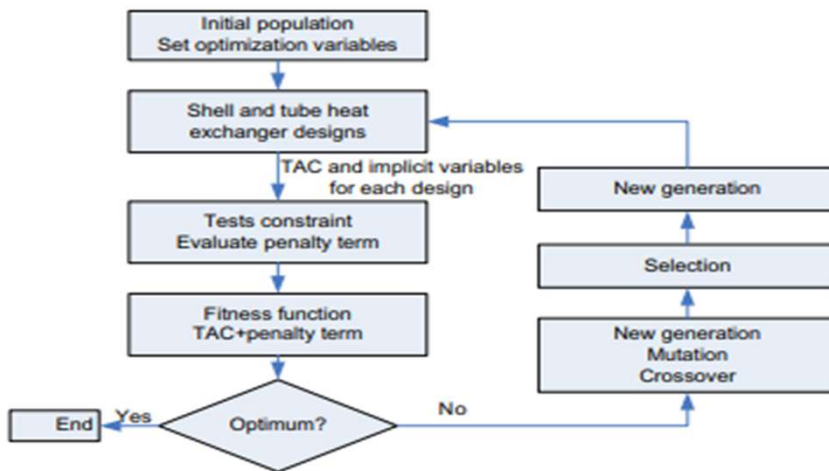 Initial population
Set optimization variables
Shell and tube heat
exchanger designs
TAC and implicit variables
for each design
Tests constraint
Evaluate penalty term
Fitness function
TAC+penalty term
Optimum?
Yes
End
No
New generation
Mutation
Crossover
Selection
New generation